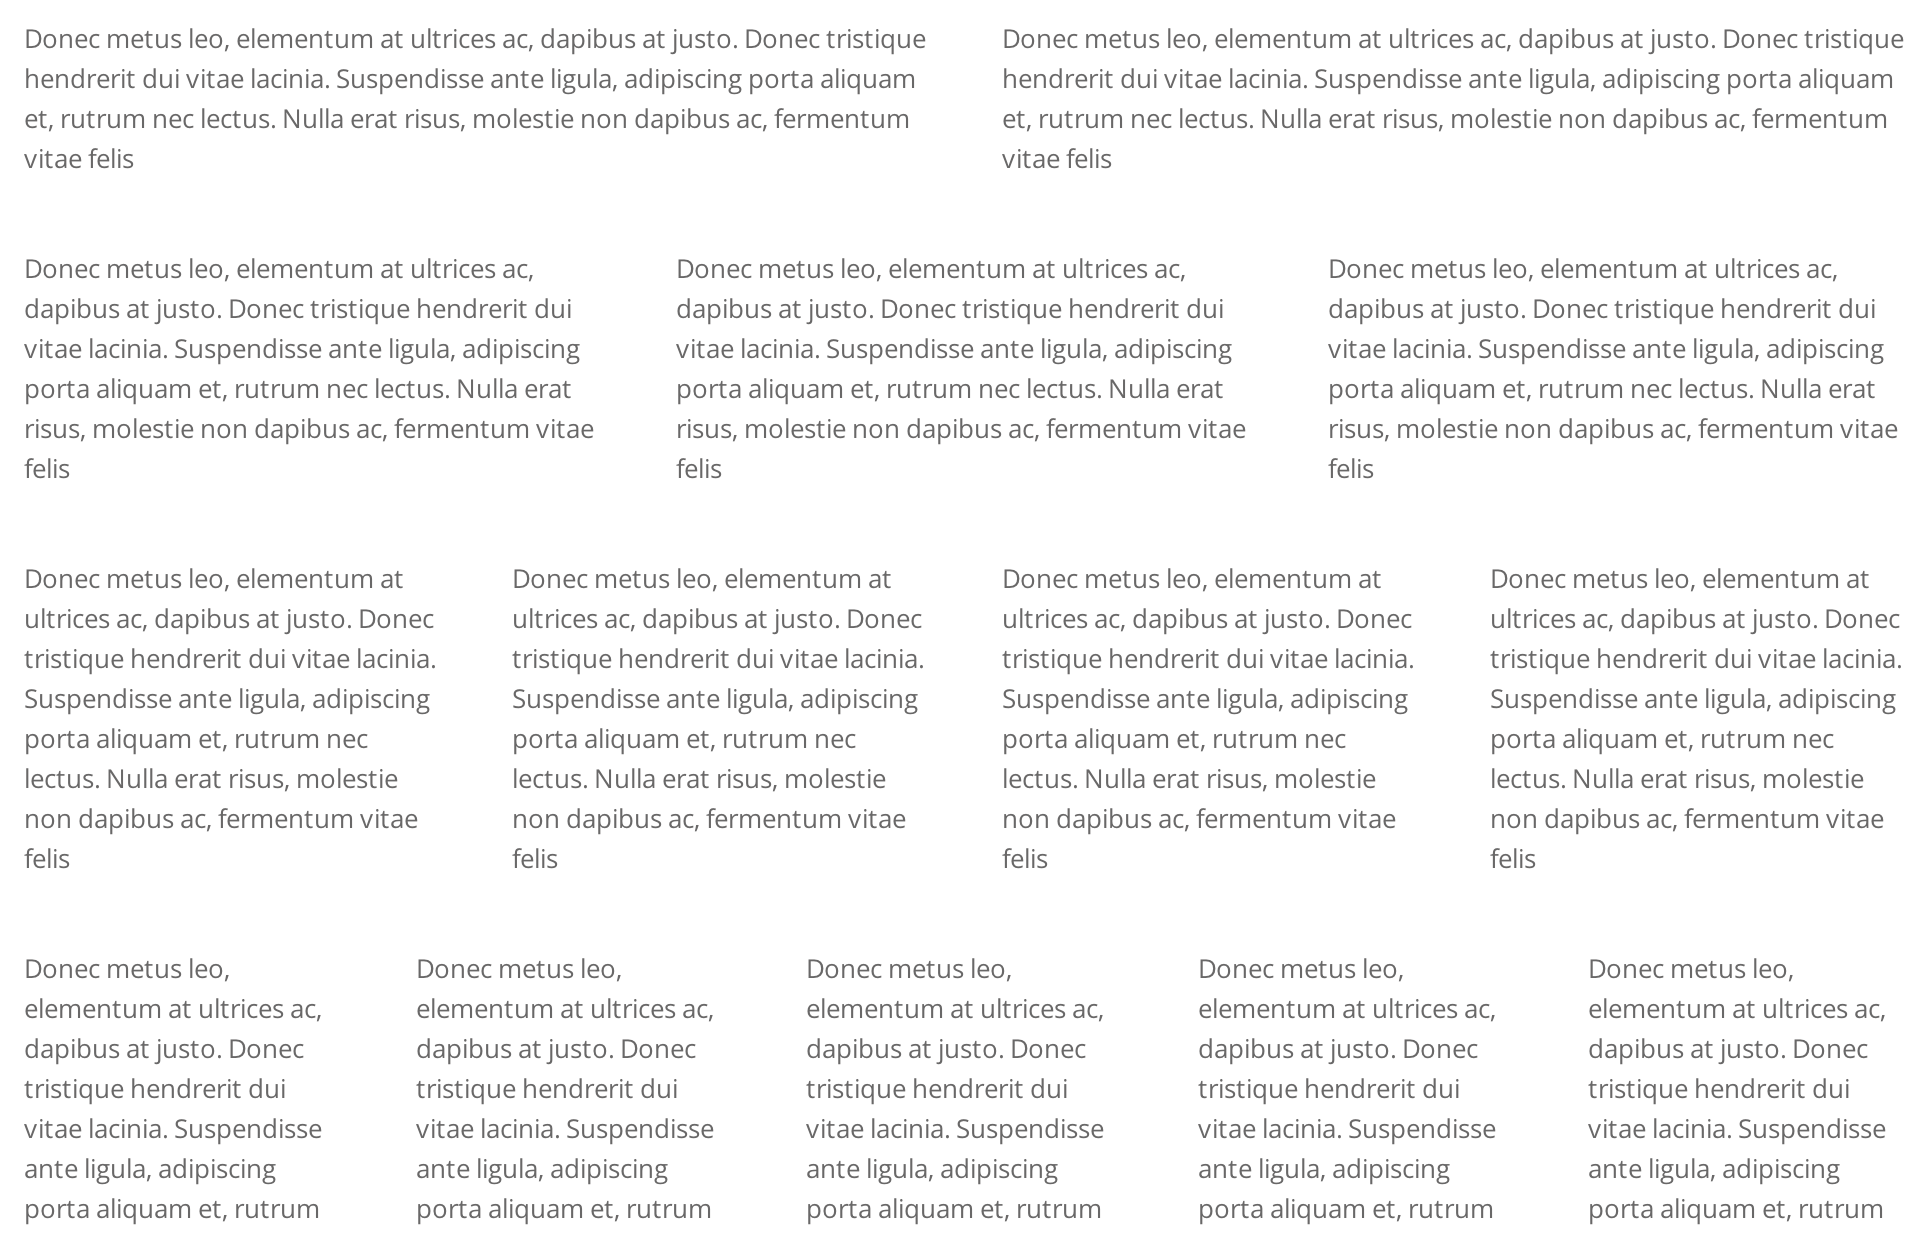 Donec metus leo, elementum at ultrices ac, dapibus at justo. Donec tristique
hendrerit dui vitae lacinia. Suspendisse ante ligula, adipiscing porta aliquam
et, rutrum nec lectus. Nulla erat risus, molestie non dapibus ac, fermentum
vitae felis
Donec metus leo, elementum at ultrices ac, dapibus at justo. Donec tristique
hendrerit dui vitae lacinia. Suspendisse ante ligula, adipiscing porta aliquam
et, rutrum nec lectus. Nulla erat risus, molestie non dapibus ac, fermentum
vitae felis
Donec metus leo, elementum at ultrices ac,
dapibus at justo. Donec tristique hendrerit dui
vitae lacinia. Suspendisse ante ligula, adipiscing
porta aliquam et, rutrum nec lectus. Nulla erat
risus, molestie non dapibus ac, fermentum vitae
felis
Donec metus leo, elementum at ultrices ac,
dapibus at justo. Donec tristique hendrerit dui
vitae lacinia. Suspendisse ante ligula, adipiscing
porta aliquam et, rutrum nec lectus. Nulla erat
risus, molestie non dapibus ac, fermentum vitae
felis
Donec metus leo, elementum at ultrices ac,
dapibus at justo. Donec tristique hendrerit dui
vitae lacinia. Suspendisse ante ligula, adipiscing
porta aliquam et, rutrum nec lectus. Nulla erat
risus, molestie non dapibus ac, fermentum vitae
felis
Donec metus leo, elementum at
ultrices ac, dapibus at justo. Donec
tristique hendrerit dui vitae lacinia.
Suspendisse ante ligula, adipiscing
porta aliquam et, rutrum nec
lectus. Nulla erat risus, molestie
non dapibus ac, fermentum vitae
felis
Donec metus leo, elementum at
ultrices ac, dapibus at justo. Donec
tristique hendrerit dui vitae lacinia.
Suspendisse ante ligula, adipiscing
porta aliquam et, rutrum nec
lectus. Nulla erat risus, molestie
non dapibus ac, fermentum vitae
felis
Donec metus leo, elementum at
ultrices ac, dapibus at justo. Donec
tristique hendrerit dui vitae lacinia.
Suspendisse ante ligula, adipiscing
porta aliquam et, rutrum nec
lectus. Nulla erat risus, molestie
non dapibus ac, fermentum vitae
felis
Donec metus leo, elementum at
ultrices ac, dapibus at justo. Donec
tristique hendrerit dui vitae lacinia.
Suspendisse ante ligula, adipiscing
porta aliquam et, rutrum nec
lectus. Nulla erat risus, molestie
non dapibus ac, fermentum vitae
felis
Donec metus leo,
elementum at ultrices ac,
dapibus at justo. Donec
tristique hendrerit dui
vitae lacinia. Suspendisse
ante ligula, adipiscing
porta aliquam et, rutrum
Donec metus leo,
elementum at ultrices ac,
dapibus at justo. Donec
tristique hendrerit dui
vitae lacinia. Suspendisse
ante ligula, adipiscing
porta aliquam et, rutrum
Donec metus leo,
elementum at ultrices ac,
dapibus at justo. Donec
tristique hendrerit dui
vitae lacinia. Suspendisse
ante ligula, adipiscing
porta aliquam et, rutrum
Donec metus leo,
elementum at ultrices ac,
dapibus at justo. Donec
tristique hendrerit dui
vitae lacinia. Suspendisse
ante ligula, adipiscing
porta aliquam et, rutrum
Donec metus leo,
elementum at ultrices ac,
dapibus at justo. Donec
tristique hendrerit dui
vitae lacinia. Suspendisse
ante ligula, adipiscing
porta aliquam et, rutrum